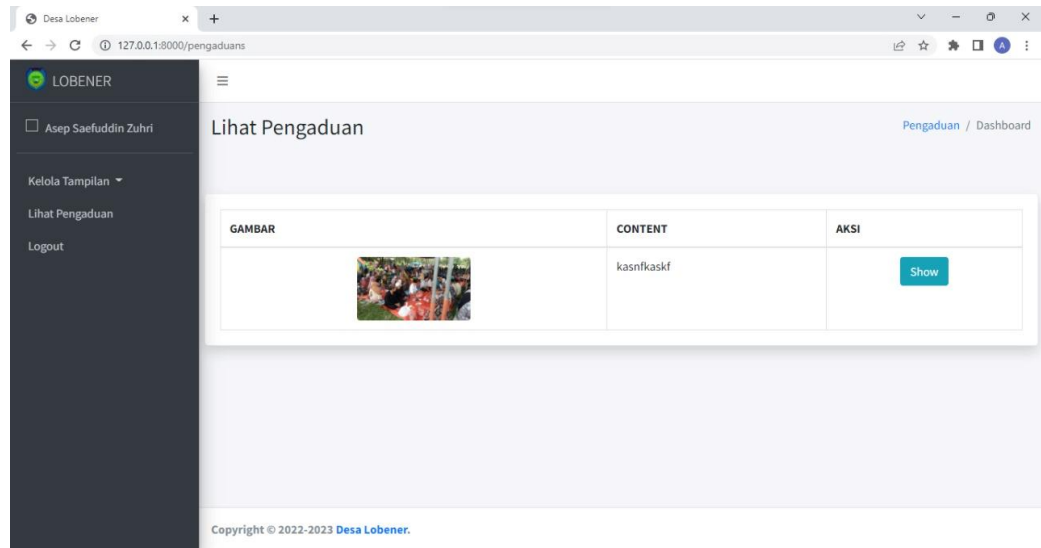 Desa Lobener
127.0.0.1:8000/pengaduans
A
LOBENER
Asep Saefuddin Zuhri
Kelola Tampilan
Lihat Pengaduan
Logout
Lihat Pengaduan
Pengaduan / Dashboard
GAMBAR CONTENT AKSI
kasnfkaskf Show
Copyright © 2022-2023 Desa Lobener.